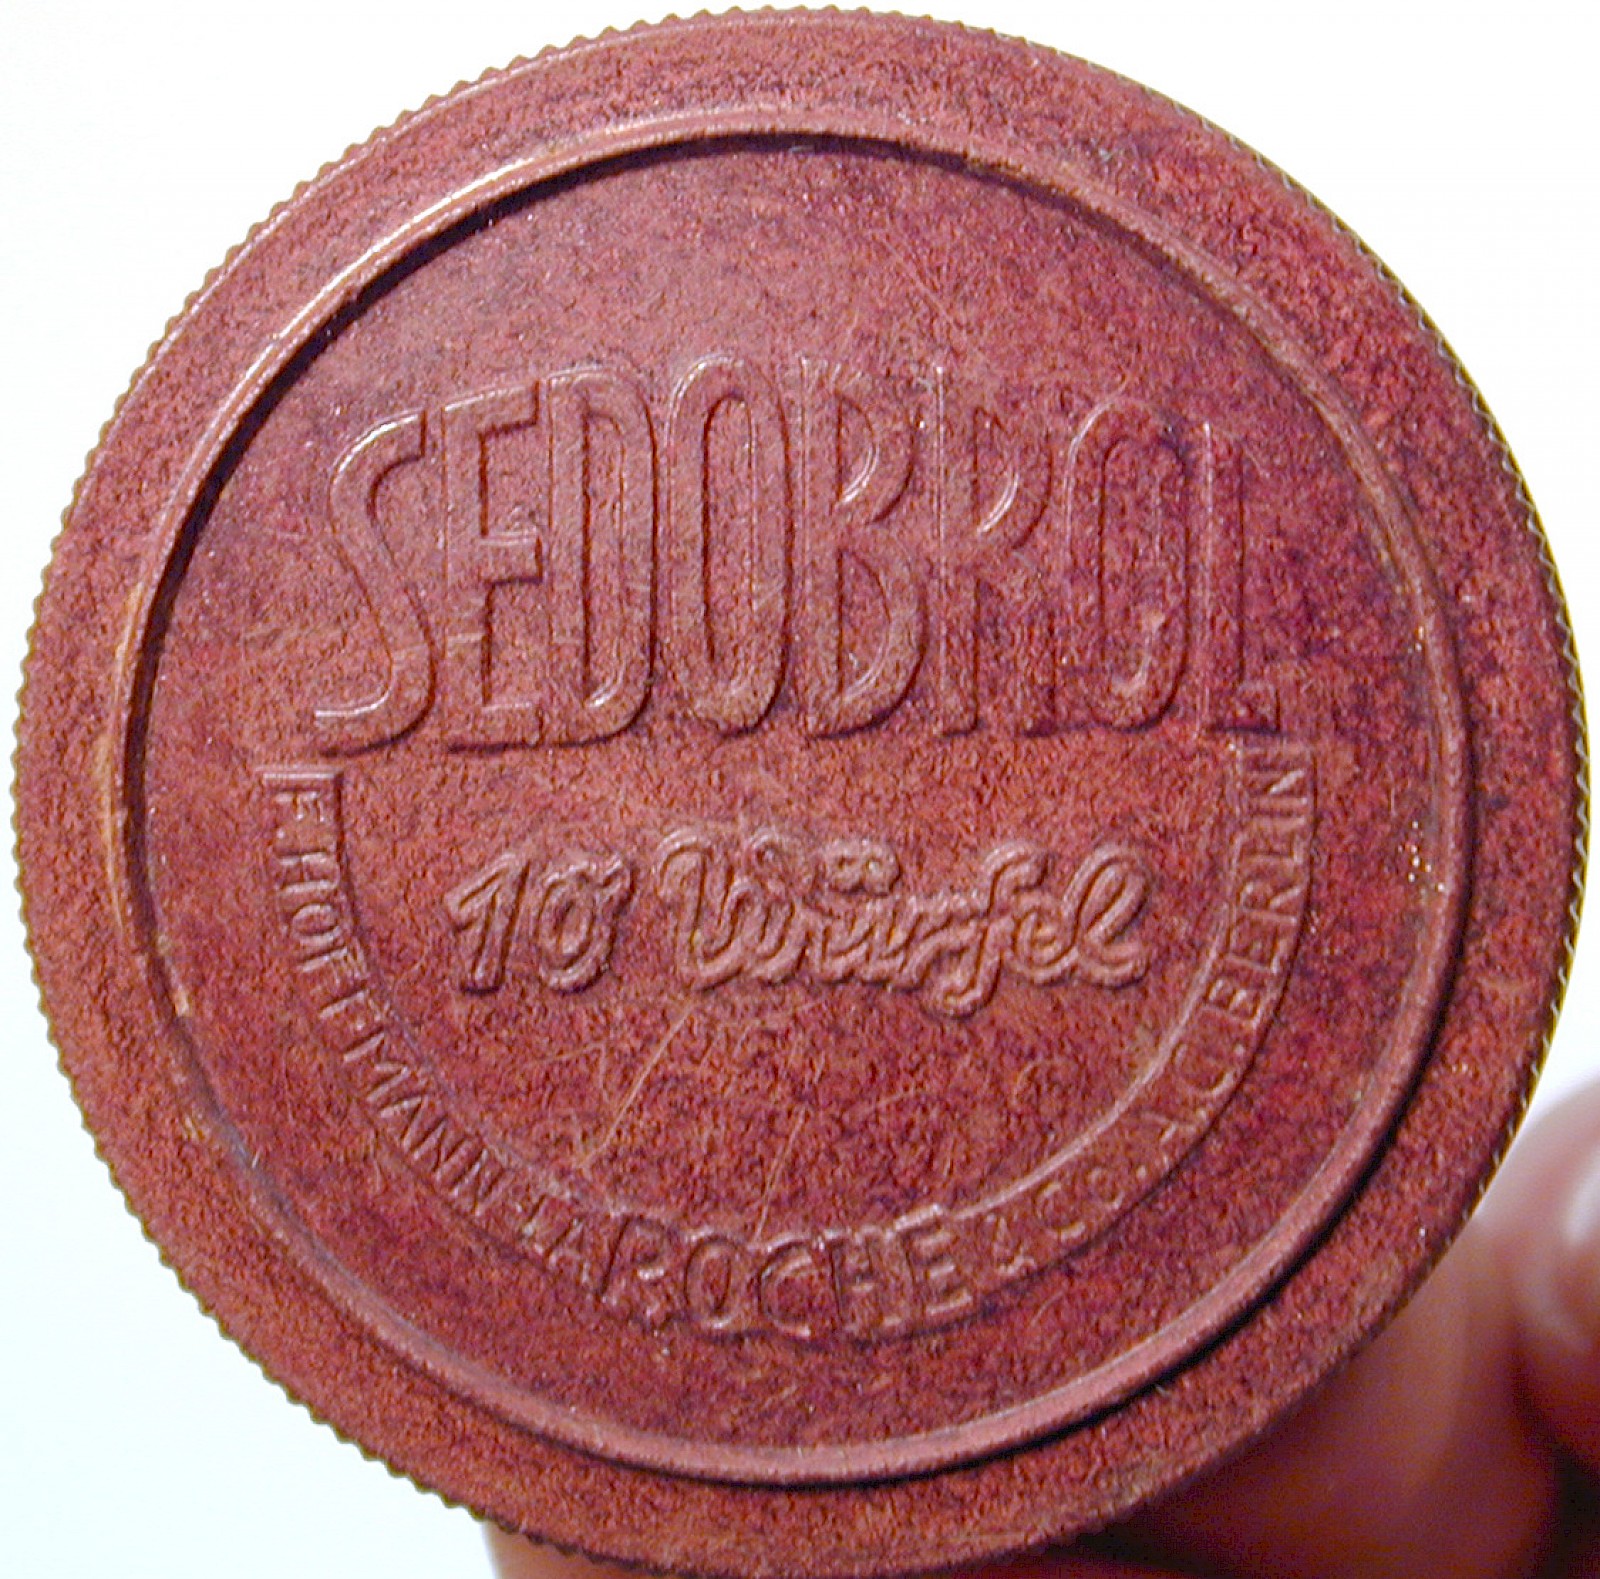 SEDOBROL
10 Würfel
F. HOFFMANN-LA ROCHE & CO. A.G. BERLIN